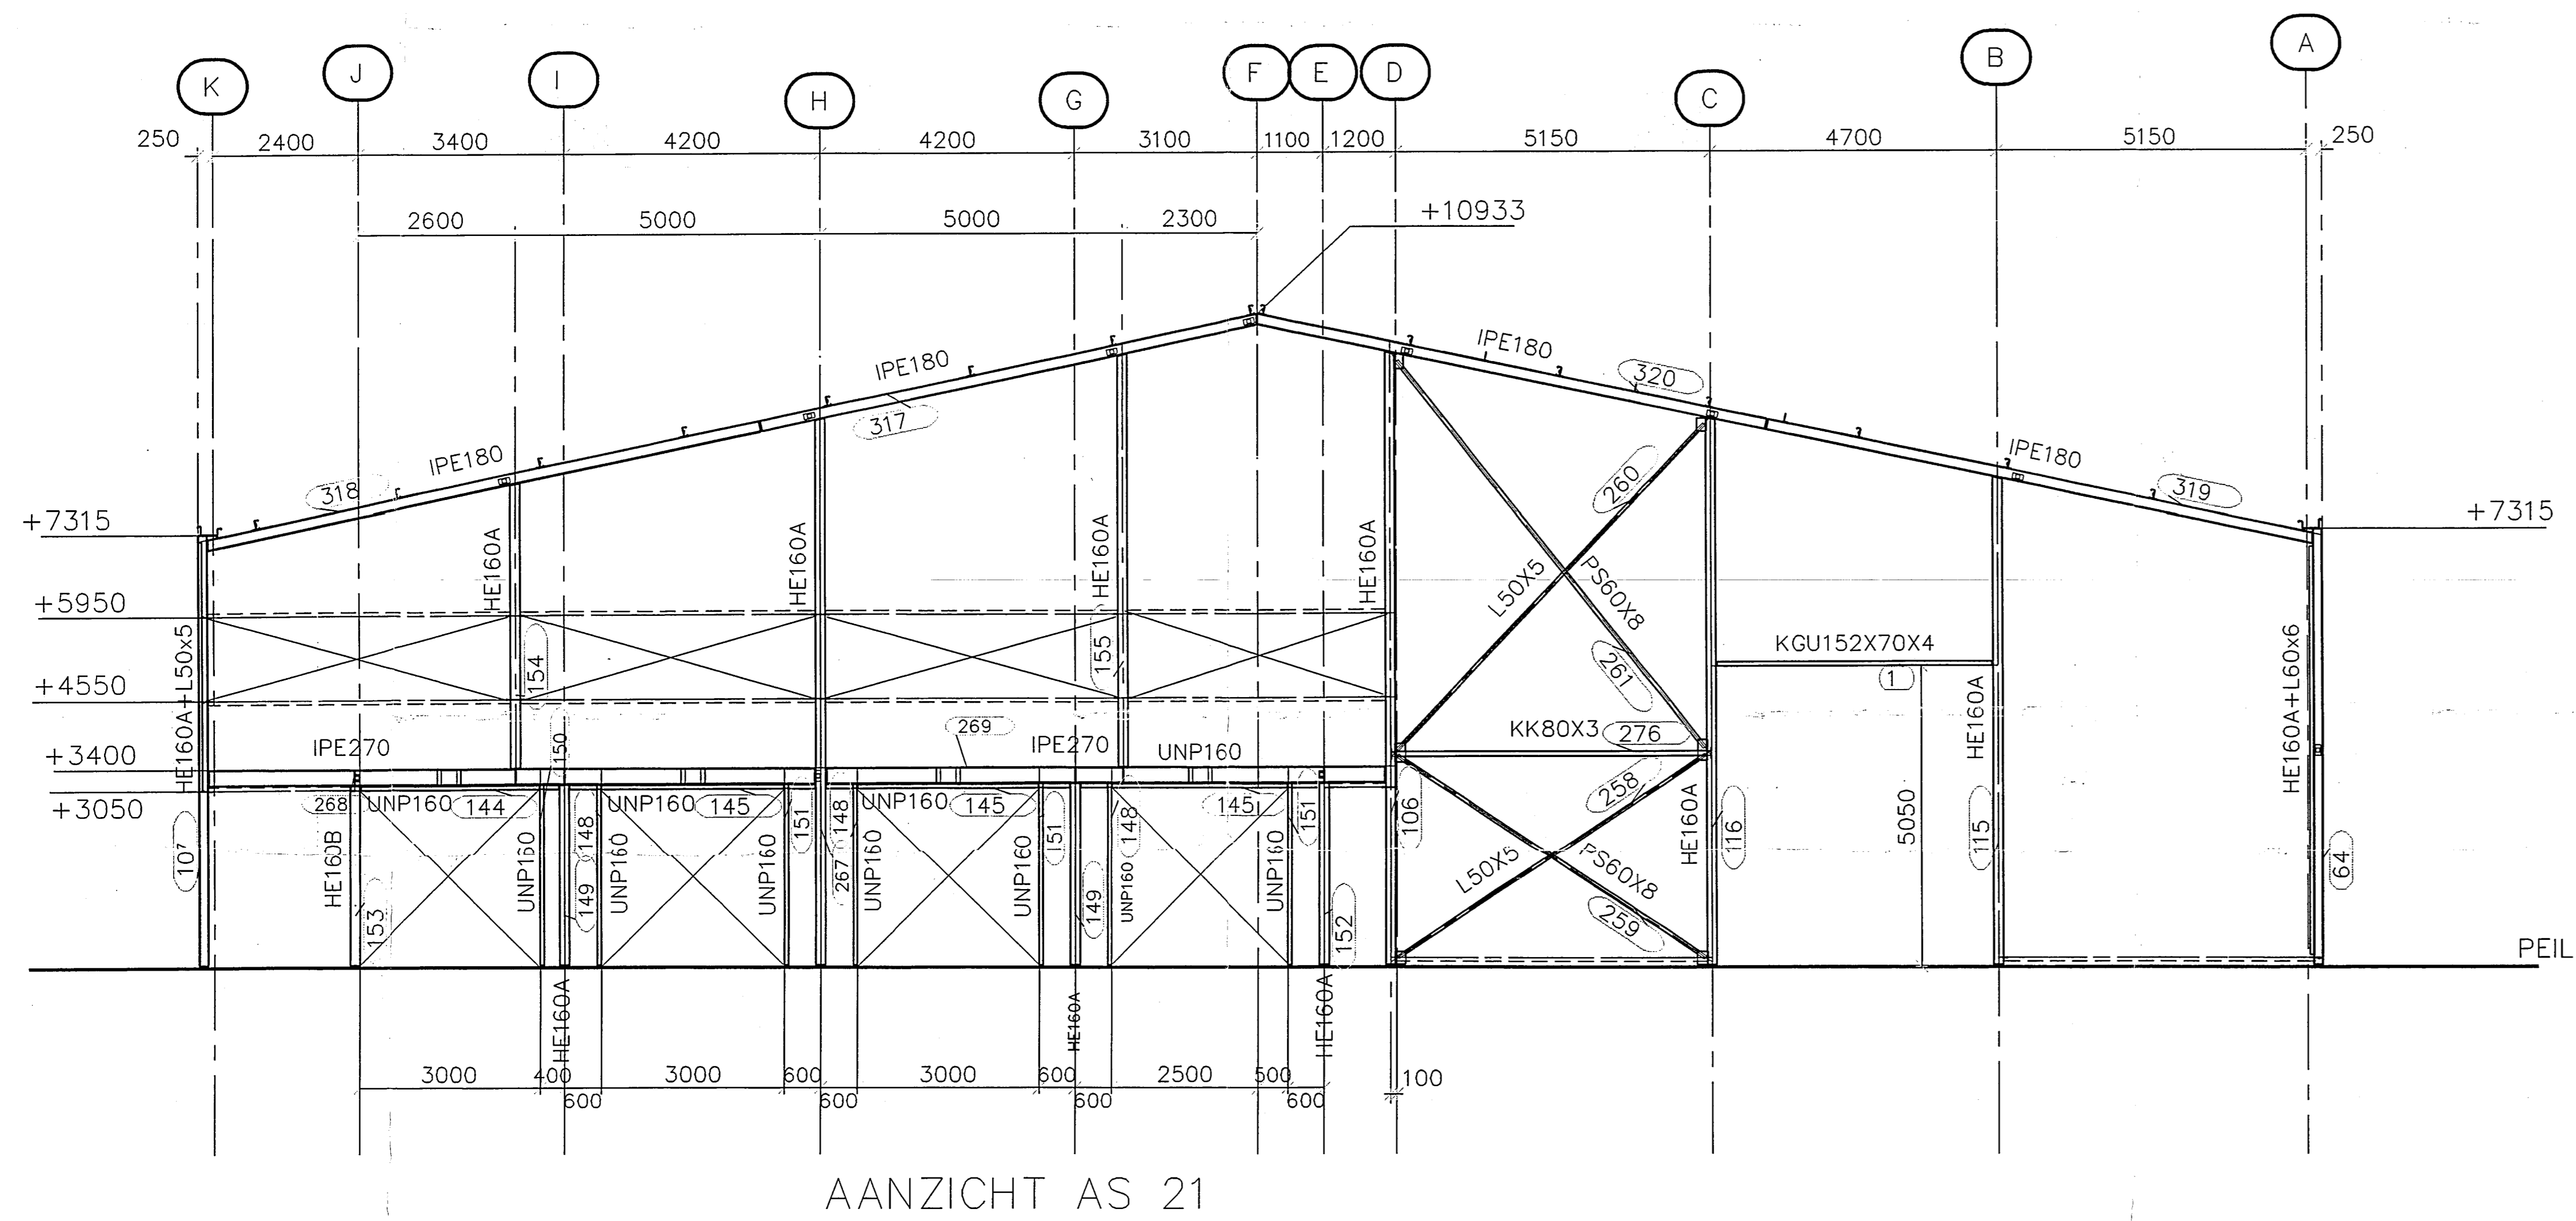 K J I H G F E D C B A
250 2400 3400 4200 4200 3100 1100 1200 5150 4700 5150 250
2600 5000 5000 2300 +10933
IPE180 320
IPE180 317
IPE180 318
IPE180 319
+7315 +7315
HE160A HE160A HE160A HE160A
260
L50X5 PS60X8
261
+5950
154 155
KGU152X70X4
1
+4550
HE160A+L50x5
HE160A
HE160A+L60x6
KK80X3 276
269
150
+3400 IPE270 IPE270 UNP160
+3050
268 UNP160 144 UNP160 145 UNP160 145 145
258
107 HE160B 153 UNP160 149 148 UNP160 UNP160 151 148 267 UNP160 UNP160 151 149 148 UNP160 UNP160 151 152 106
L50X5 PS60X8
259
HE160A 116 5050 115 64
PEIL
HE160A HE160A HE160A
3000 400 3000 600 3000 600 2500 500 100
600 600 600 600
AANZICHT AS 21